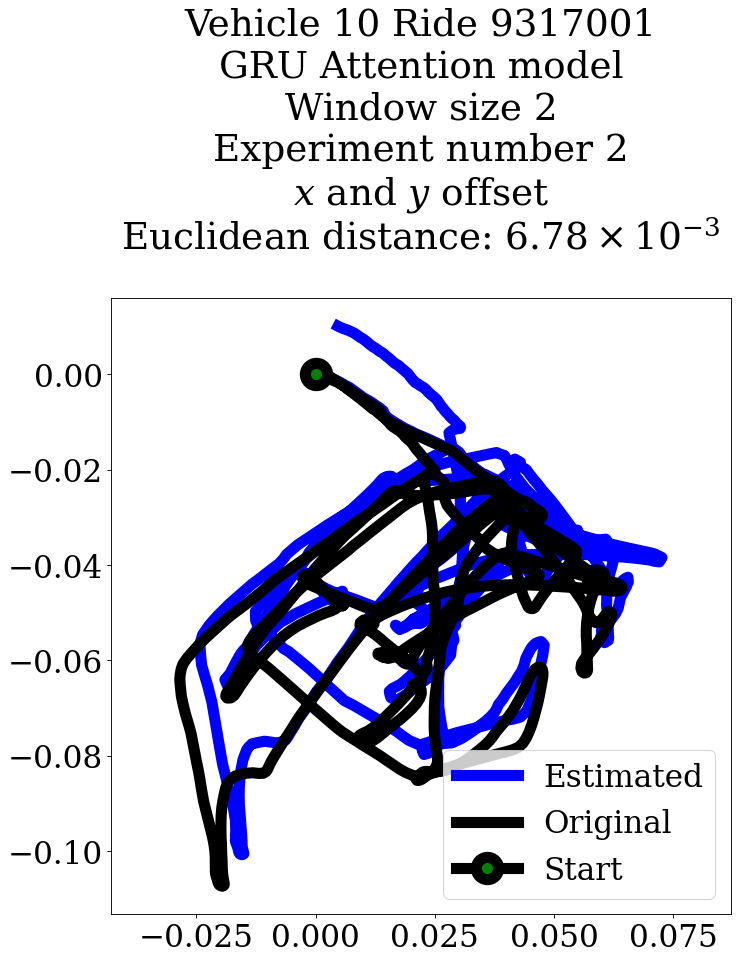 Vehicle 10 Ride 9317001
GRU Attention model
Window size 2
Experiment number 2
x and y offset
Euclidean distance: 6.78 × 10⁻³
0.00
−0.02
−0.04
−0.06
−0.08
−0.10
−0.025 0.000 0.025 0.050 0.075
Estimated
Original
Start